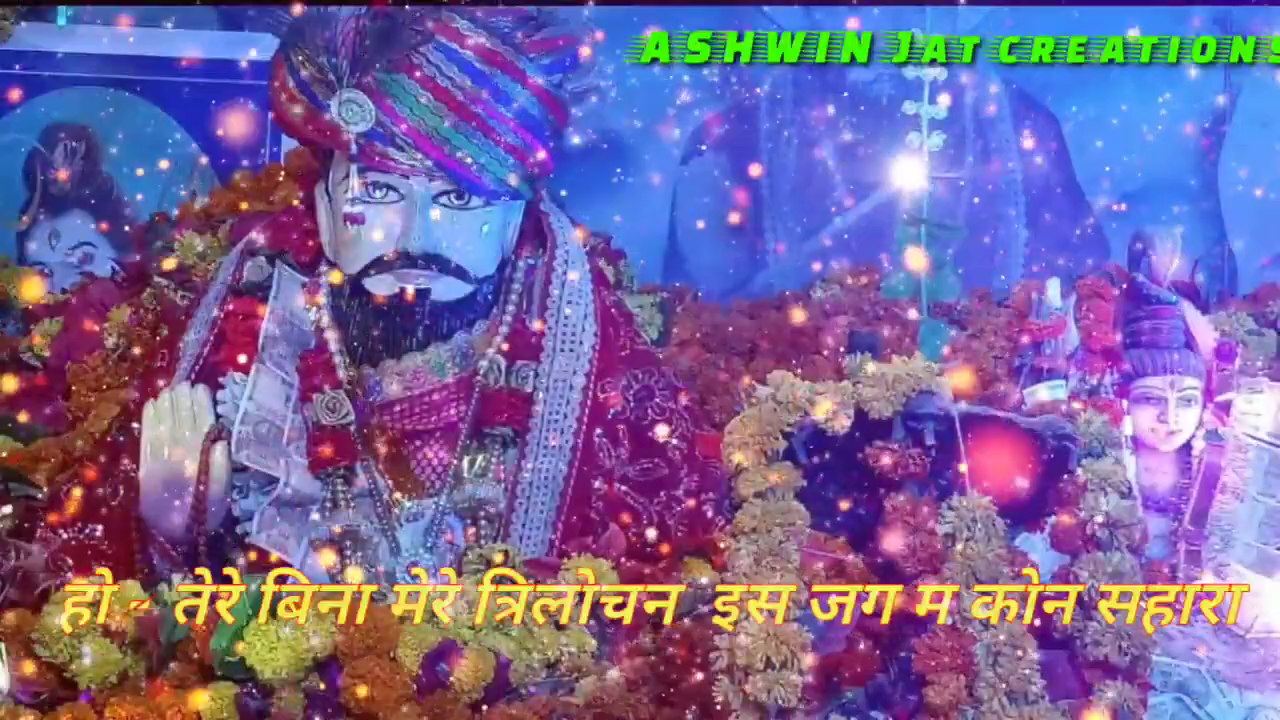 ASHWIN JAT CREATIONS
हो - तेरे बिना मेरे त्रिलोचन इस जग म कोन सहारा